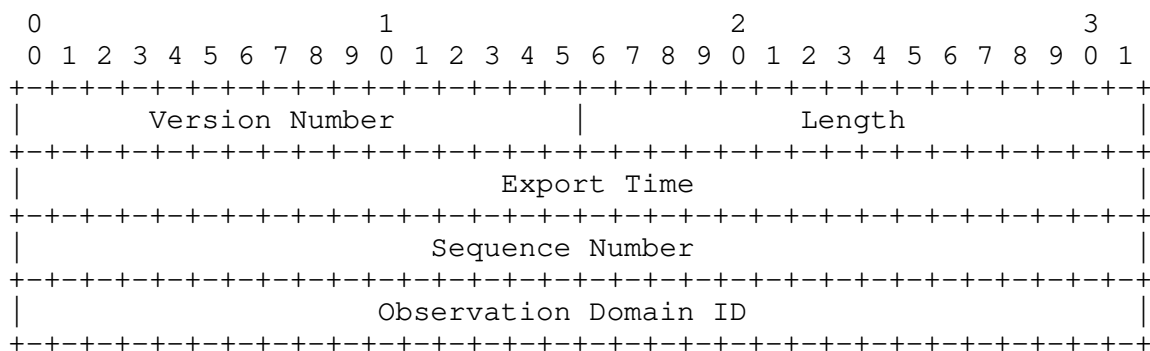 0                   1                   2                   3
 0 1 2 3 4 5 6 7 8 9 0 1 2 3 4 5 6 7 8 9 0 1 2 3 4 5 6 7 8 9 0 1
+-+-+-+-+-+-+-+-+-+-+-+-+-+-+-+-+-+-+-+-+-+-+-+-+-+-+-+-+-+-+-+-+
|       Version Number          |            Length             |
+-+-+-+-+-+-+-+-+-+-+-+-+-+-+-+-+-+-+-+-+-+-+-+-+-+-+-+-+-+-+-+-+
|                           Export Time                         |
+-+-+-+-+-+-+-+-+-+-+-+-+-+-+-+-+-+-+-+-+-+-+-+-+-+-+-+-+-+-+-+-+
|                       Sequence Number                         |
+-+-+-+-+-+-+-+-+-+-+-+-+-+-+-+-+-+-+-+-+-+-+-+-+-+-+-+-+-+-+-+-+
|                    Observation Domain ID                      |
+-+-+-+-+-+-+-+-+-+-+-+-+-+-+-+-+-+-+-+-+-+-+-+-+-+-+-+-+-+-+-+-+